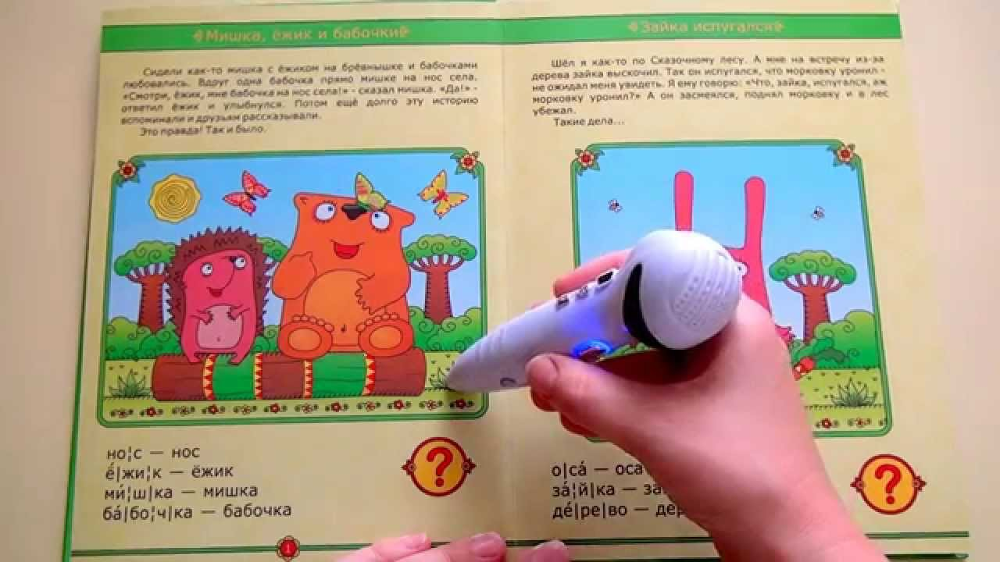 Мишка, ёжик и бабочки
Сидели как-то мишка с ёжиком на брёвнышке и бабочками
любовались. Вдруг одна бабочка прямо мишке на нос села.
«Смотри, ёжик, мне бабочка на нос села!» - сказал мишка. «Да!» -
ответил ёжик и улыбнулся. Потом ещё долго эту историю
вспоминали и друзьям рассказывали.
Это правда! Так и было.
но¦с — нос
ё́|жи¦к — ёжик
ми́¦ш|ка — мишка
ба́|бо¦ч|ка — бабочка
1
Зайка испугался
Шёл я как-то по Сказочному лесу. А мне на встречу из-за
дерева зайка выскочил. Так он испугался, что морковку уронил -
не ожидал меня увидеть. Я ему говорю: «Что, зайка, испугался, аж
морковку уронил?» А он засмеялся, поднял морковку и в лес
убежал.
Такие дела...
о|са́ — оса
за́|й|ка —
де́|ре|во —
?
?